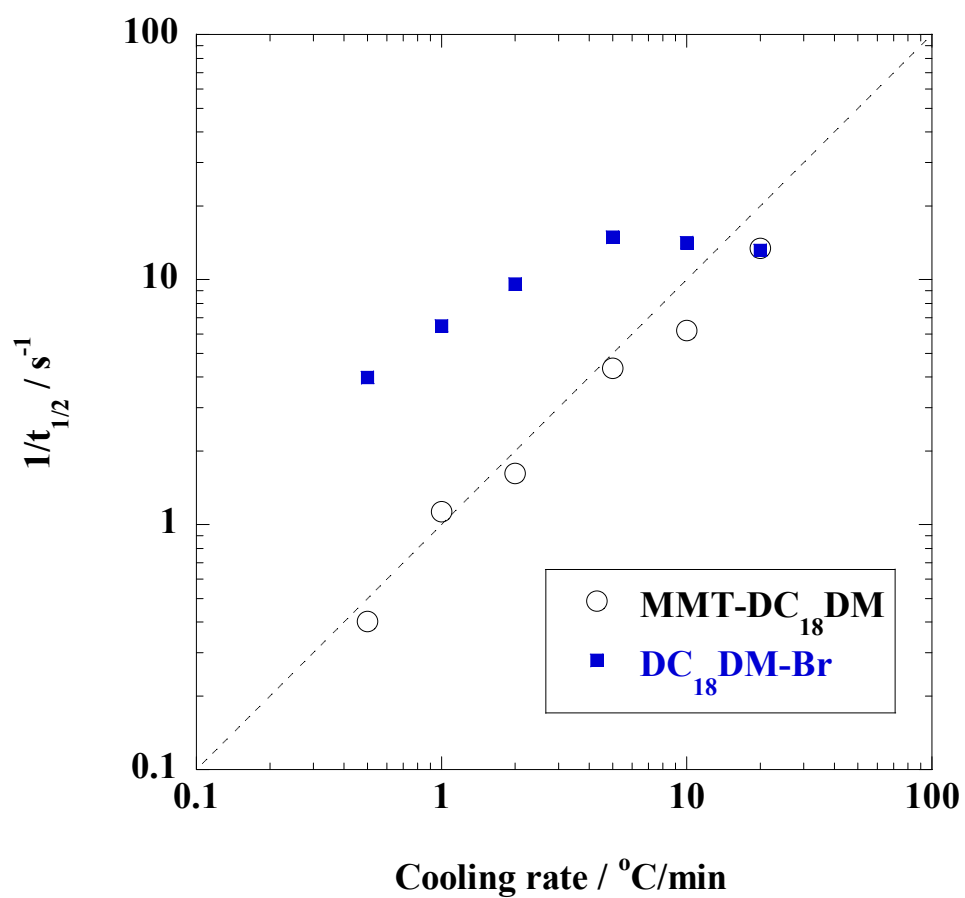 100
10
1
0.1
1/t1/2 / s-1
MMT-DC18DM
DC18DM-Br
0.1 1 10 100
Cooling rate / oC/min